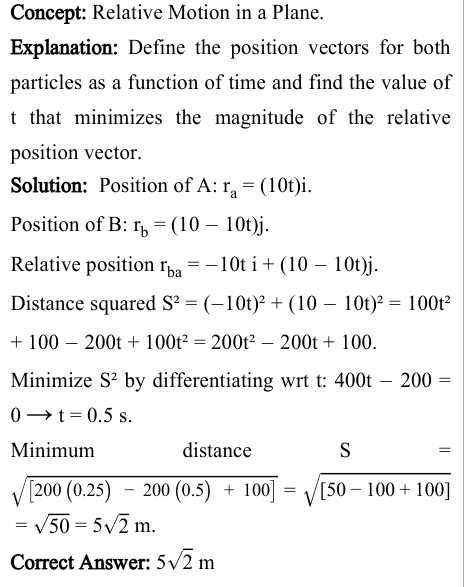 Concept: Relative Motion in a Plane.
Explanation: Define the position vectors for both
particles as a function of time and find the value of
t that minimizes the magnitude of the relative
position vector.
Solution: Position of A: rₐ = (10t)i.
Position of B: r_b = (10 – 10t)j.
Relative position r_ba = −10t i + (10 – 10t)j.
Distance squared S² = (−10t)² + (10 – 10t)² = 100t²
+ 100 – 200t + 100t² = 200t² – 200t + 100.
Minimize S² by differentiating wrt t: 400t – 200 =
0 ⟶ t = 0.5 s.
Minimum distance S =
√[200 (0.25) − 200 (0.5) + 100] = √[50 – 100 + 100]
= √50 = 5√2 m.
Correct Answer: 5√2 m